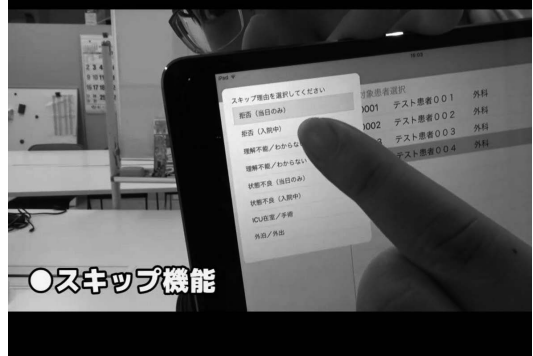 iPad
スキップ理由を選択してください
拒否（当日のみ）
拒否（入院中）
理解不能／わからない
理解不能／わからない
状態不良（当日のみ）
状態不良（入院中）
ICU在室／手術
外泊／外出
対象患者選択
0001 テスト患者００１ 外科
0002 テスト患者００２ 外科
テスト患者００３ 外科
テスト患者００４ 外科
●スキップ機能